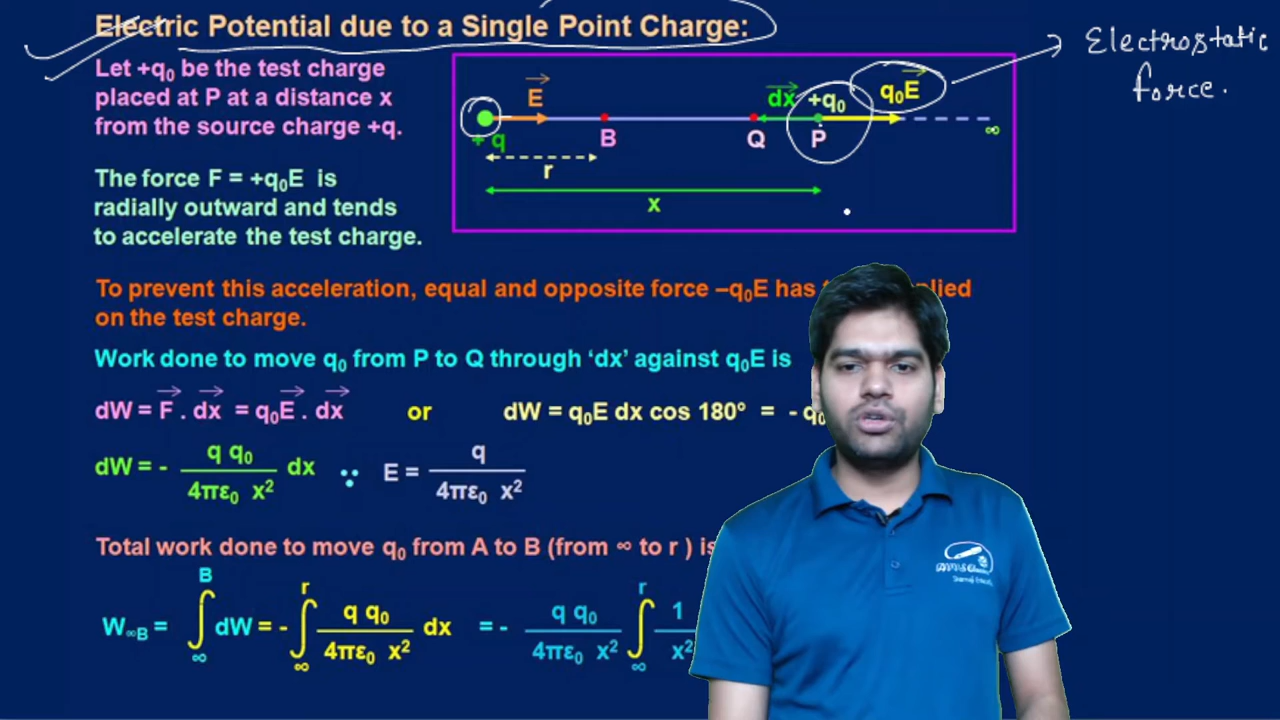 Electric Potential due to a Single Point Charge:
Let +q₀ be the test charge
placed at P at a distance x
from the source charge +q.
The force F = +q₀E is
radially outward and tends
to accelerate the test charge.
E
dx
+q₀
q₀E
+ q
B
Q
P
∞
r
x
Electrostatic
force.
To prevent this acceleration, equal and opposite force –q₀E has
on the test charge.
Work done to move q₀ from P to Q through ‘dx’ against q₀E is
dW = F . dx = q₀E . dx or dW = q₀E dx cos 180° = - q₀
dW = - q q₀ / 4πε₀ x² dx ∵ E = q / 4πε₀ x²
Total work done to move q₀ from A to B (from ∞ to r ) is
W∞B = ∫∞^B dW = - ∫∞^r q q₀ / 4πε₀ x² dx = - q q₀ / 4πε₀ x² ∫∞^r 1 / x²